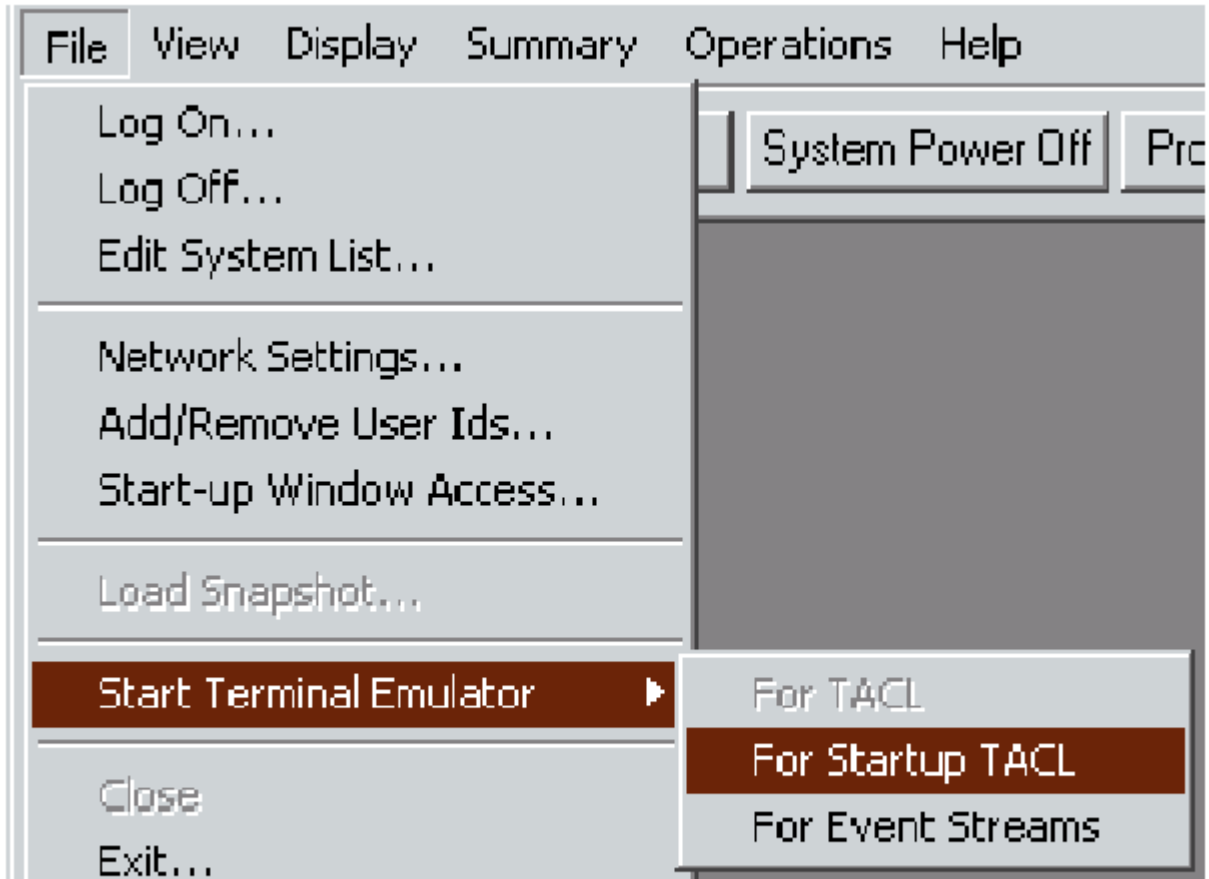 File View Display Summary Operations Help
Log On...
System Power Off
Log Off...
Edit System List...
Network Settings...
Add/Remove User Ids...
Start-up Window Access...
Load Snapshot...
Start Terminal Emulator
For TACL
For Startup TACL
For Event Streams
Close
Exit...